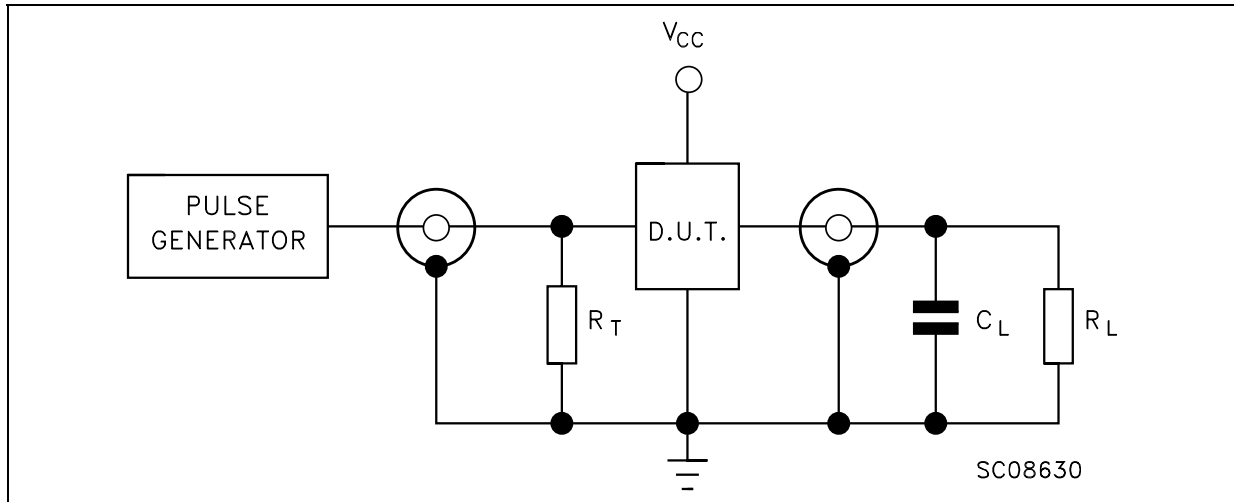 VCC
PULSE
GENERATOR
D.U.T.
RT
CL
RL
SC08630